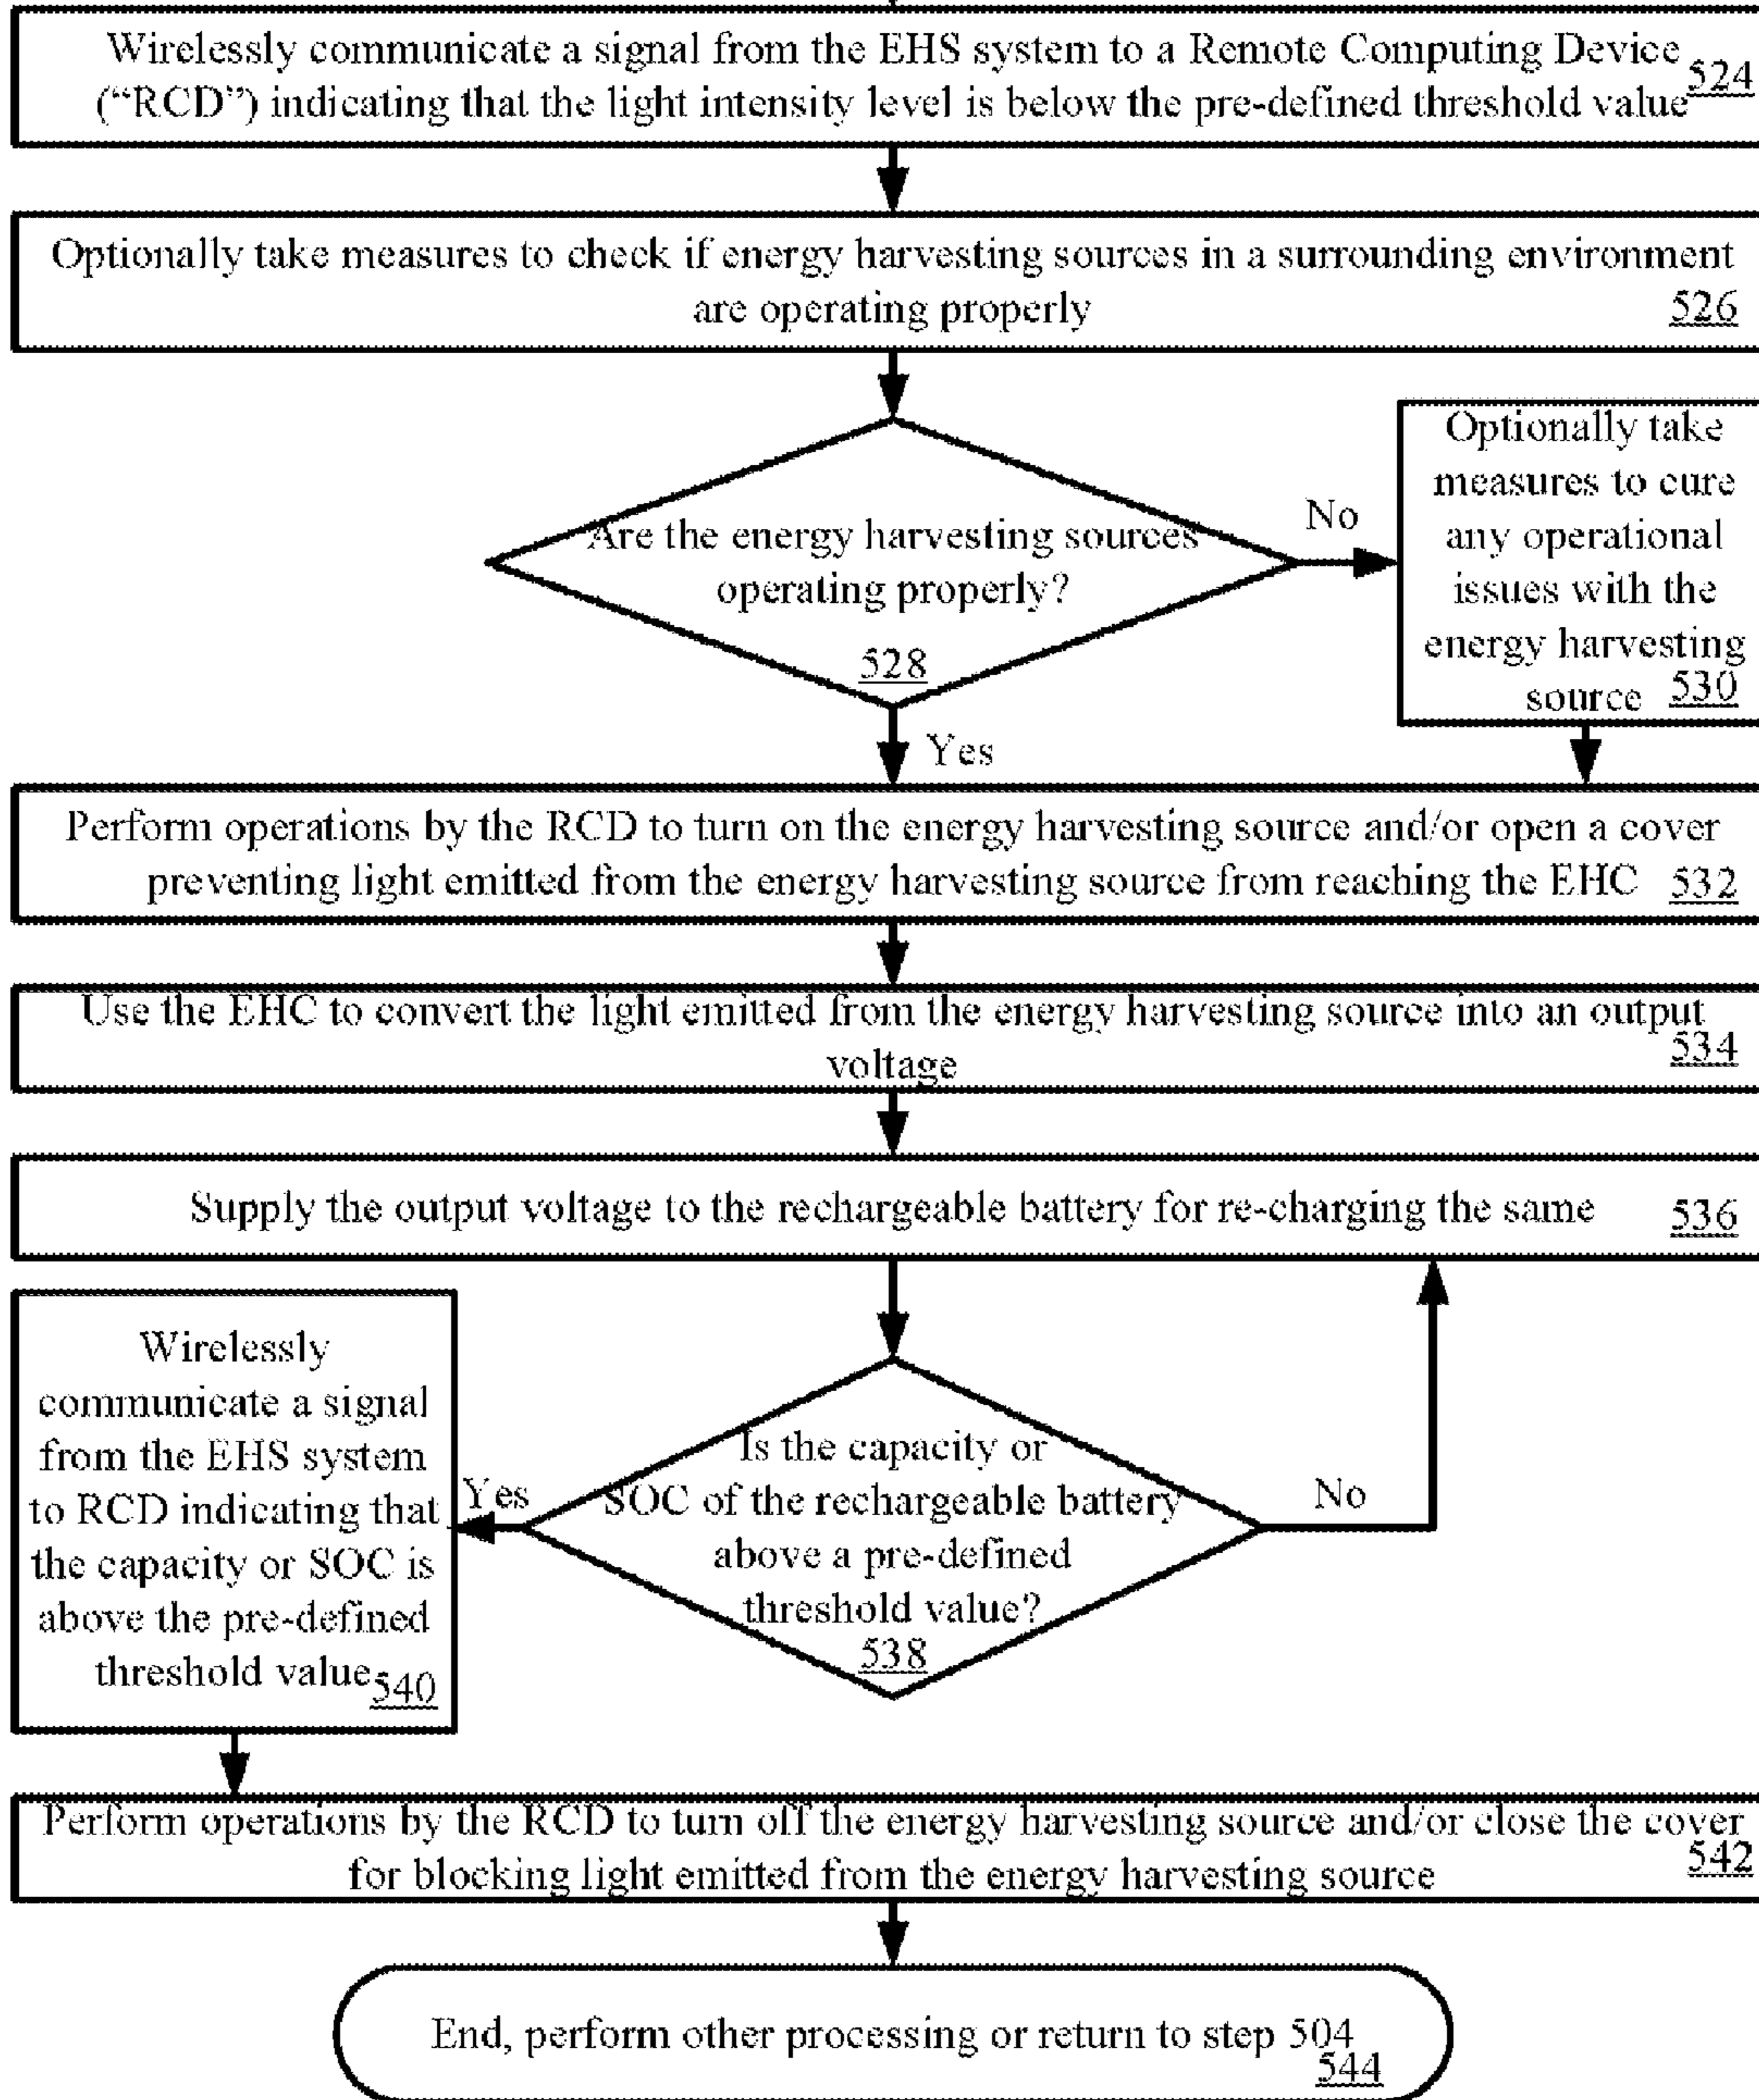 Wirelessly communicate a signal from the EHS system to a Remote Computing Device
(“RCD”) indicating that the light intensity level is below the pre-defined threshold value
524
Optionally take measures to check if energy harvesting sources in a surrounding environment
are operating properly
526
Are the energy harvesting sources
operating properly?
528
No
Optionally take
measures to cure
any operational
issues with the
energy harvesting
source 530
Yes
Perform operations by the RCD to turn on the energy harvesting source and/or open a cover
preventing light emitted from the energy harvesting source from reaching the EHC 532
Use the EHC to convert the light emitted from the energy harvesting source into an output
voltage
534
Supply the output voltage to the rechargeable battery for re-charging the same 536
Wirelessly
communicate a signal
from the EHS system
to RCD indicating that
the capacity or SOC is
above the pre-defined
threshold value 540
Yes
Is the capacity or
SOC of the rechargeable battery
above a pre-defined
threshold value?
538
No
Perform operations by the RCD to turn off the energy harvesting source and/or close the cover
for blocking light emitted from the energy harvesting source
542
End, perform other processing or return to step 504
544